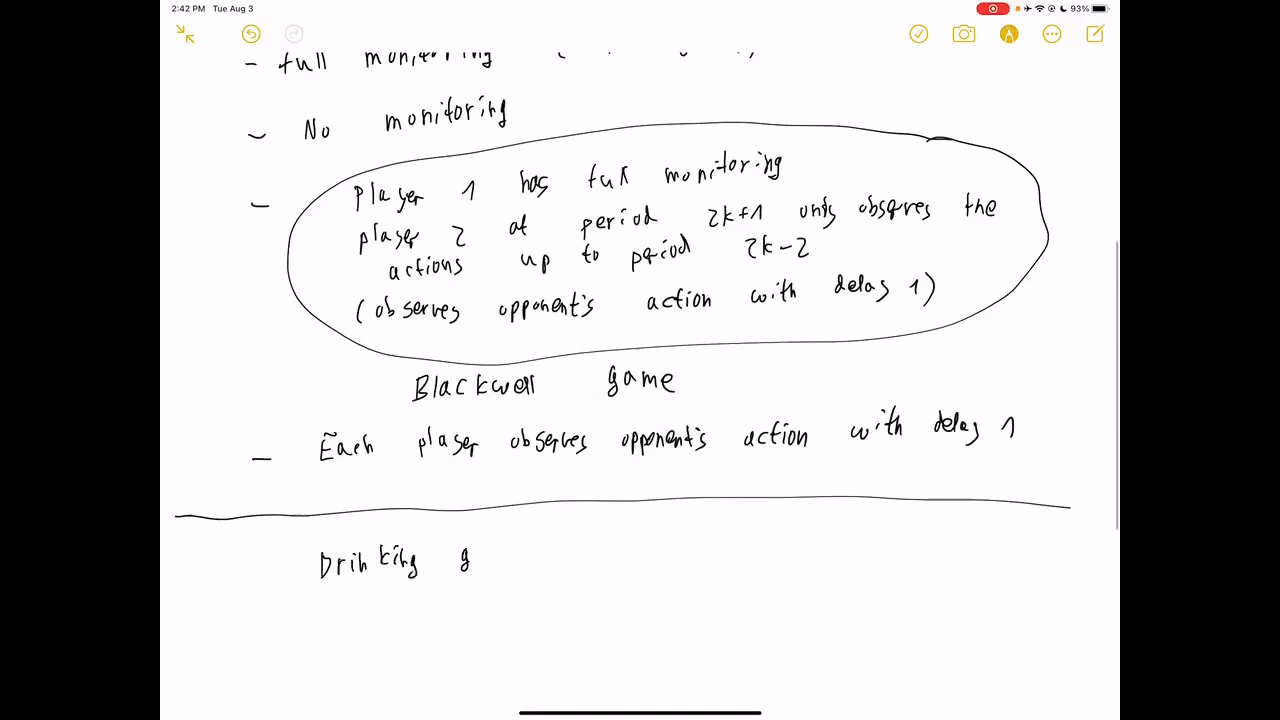 2:42 PM Tue Aug 3
93%
- full monitoring
- No monitoring
- player 1 has full monitoring
player 2 at period 2k+1 only observes the
actions up to period 2k-2
(observes opponent's action with delay 1)
Blackwell game
- Each player observes opponent's action with delay 1
Drinking g